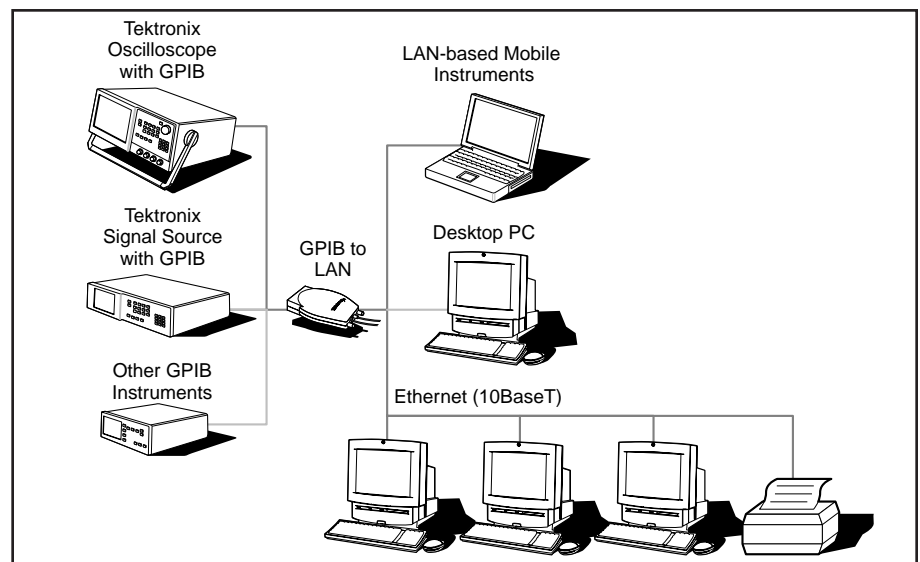 Tektronix
Oscilloscope
with GPIB
LAN-based Mobile
Instruments
Tektronix
Signal Source
with GPIB
GPIB to
LAN
Desktop PC
Other GPIB
Instruments
Ethernet (10BaseT)